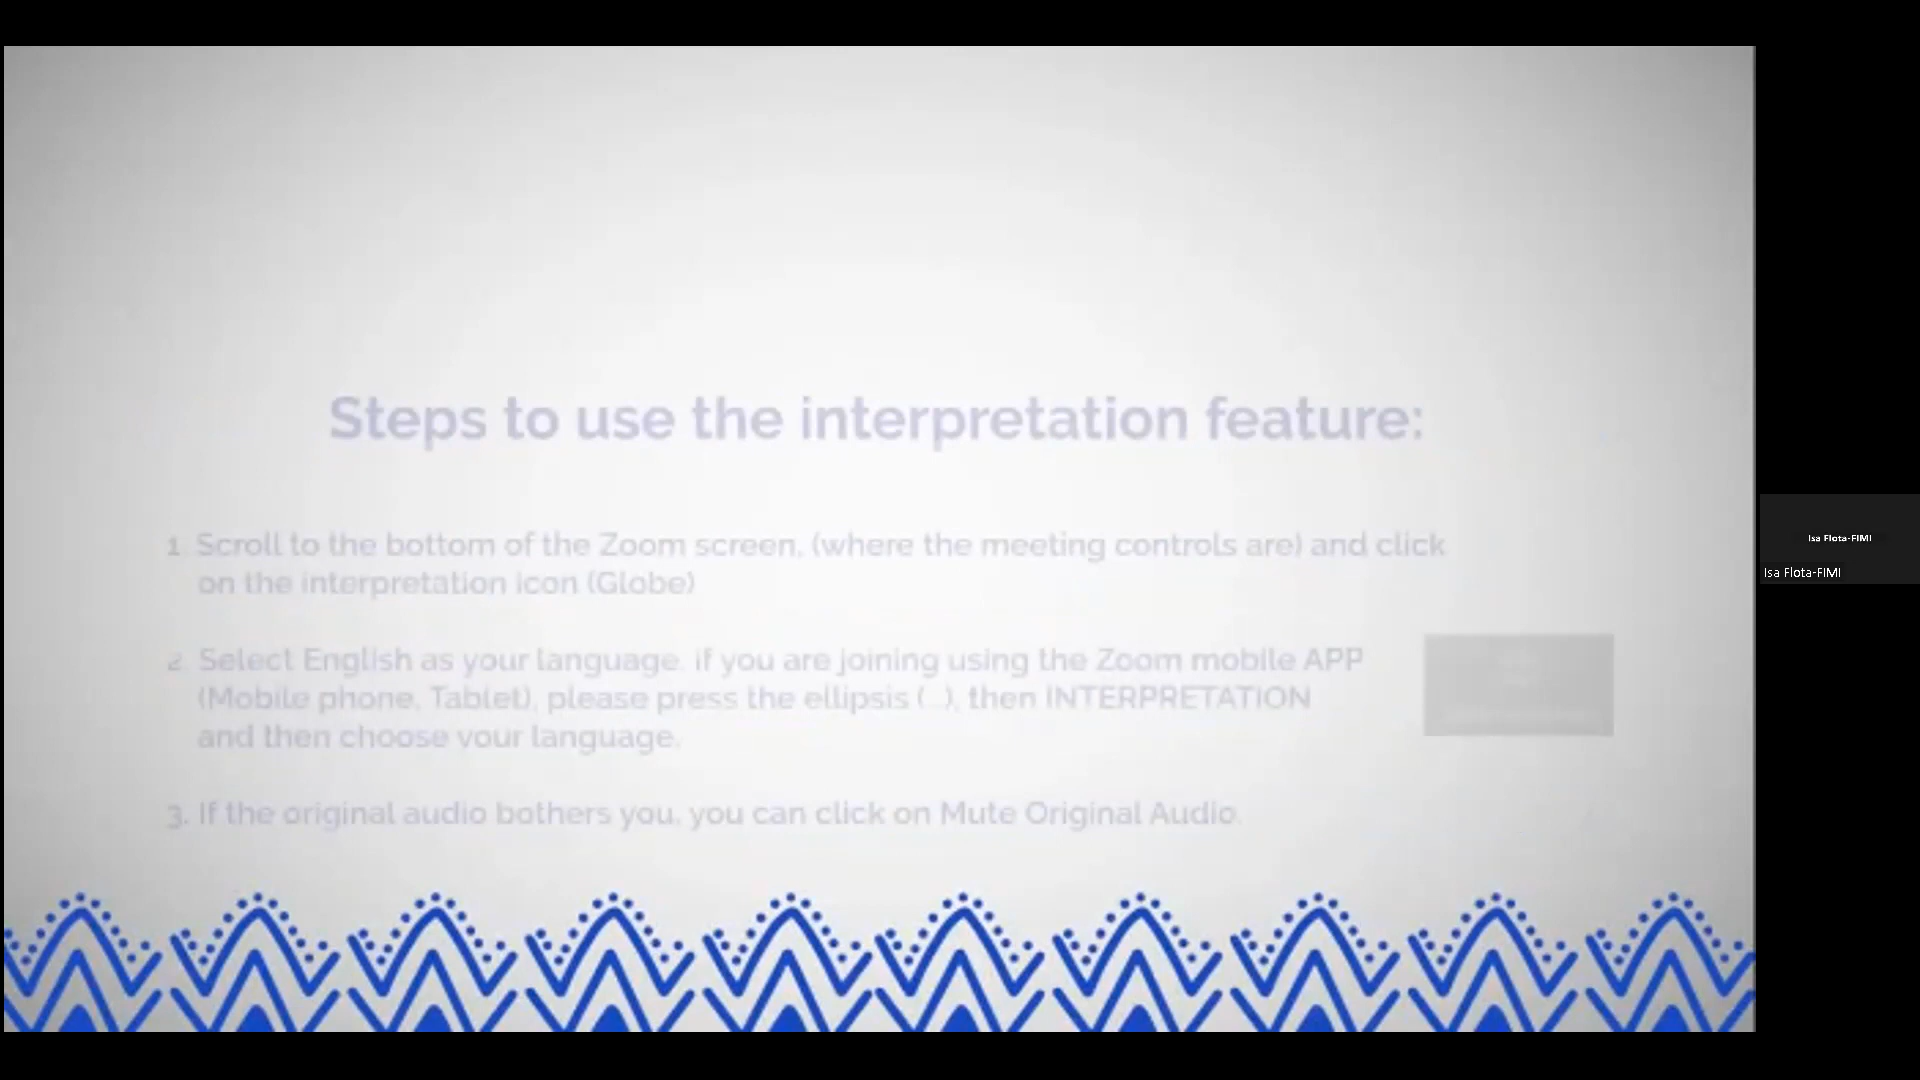 Steps to use the interpretation feature:
1. Scroll to the bottom of the Zoom screen, (where the meeting controls are) and click
on the interpretation icon (Globe)
2. Select English as your language. if you are joining using the Zoom mobile APP
(Mobile phone, Tablet), please press the ellipsis (...), then INTERPRETATION
and then choose your language.
3. If the original audio bothers you, you can click on Mute Original Audio.
Isa Flota-FIMI
Isa Flota-FIMI